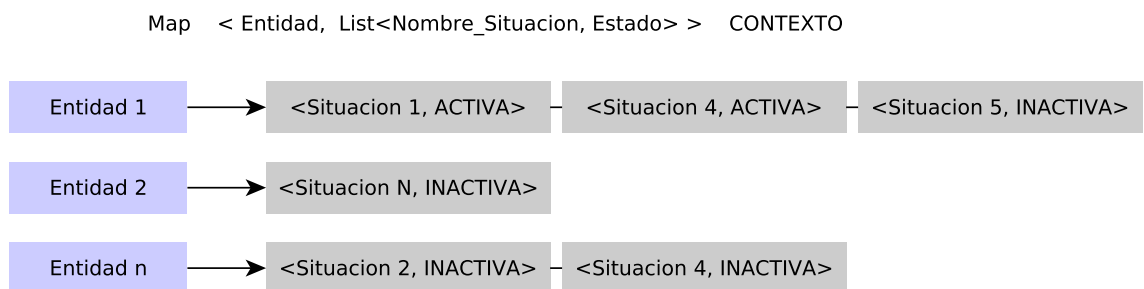 Map < Entidad, List<Nombre_Situacion, Estado> > CONTEXTO
Entidad 1 <Situacion 1, ACTIVA> <Situacion 4, ACTIVA> <Situacion 5, INACTIVA>
Entidad 2 <Situacion N, INACTIVA>
Entidad n <Situacion 2, INACTIVA> <Situacion 4, INACTIVA>